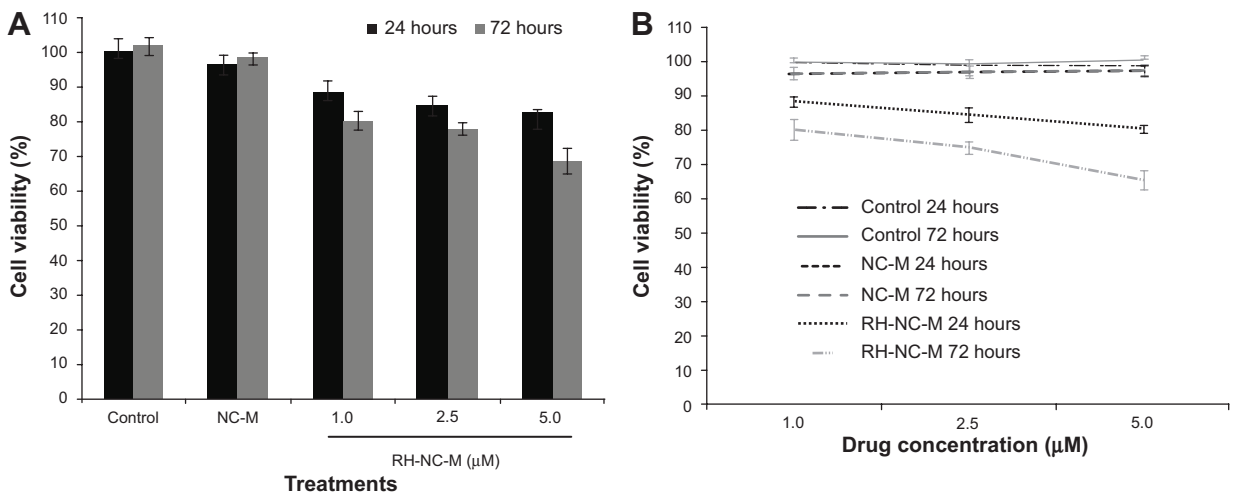 A
24 hours 72 hours
Cell viability (%)
110
100
90
80
70
60
50
40
30
20
10
0
Control NC-M 1.0 2.5 5.0
RH-NC-M (μM)
Treatments
B
Cell viability (%)
110
100
90
80
70
60
50
40
30
20
10
0
Control 24 hours
Control 72 hours
NC-M 24 hours
NC-M 72 hours
RH-NC-M 24 hours
RH-NC-M 72 hours
1.0 2.5 5.0
Drug concentration (μM)